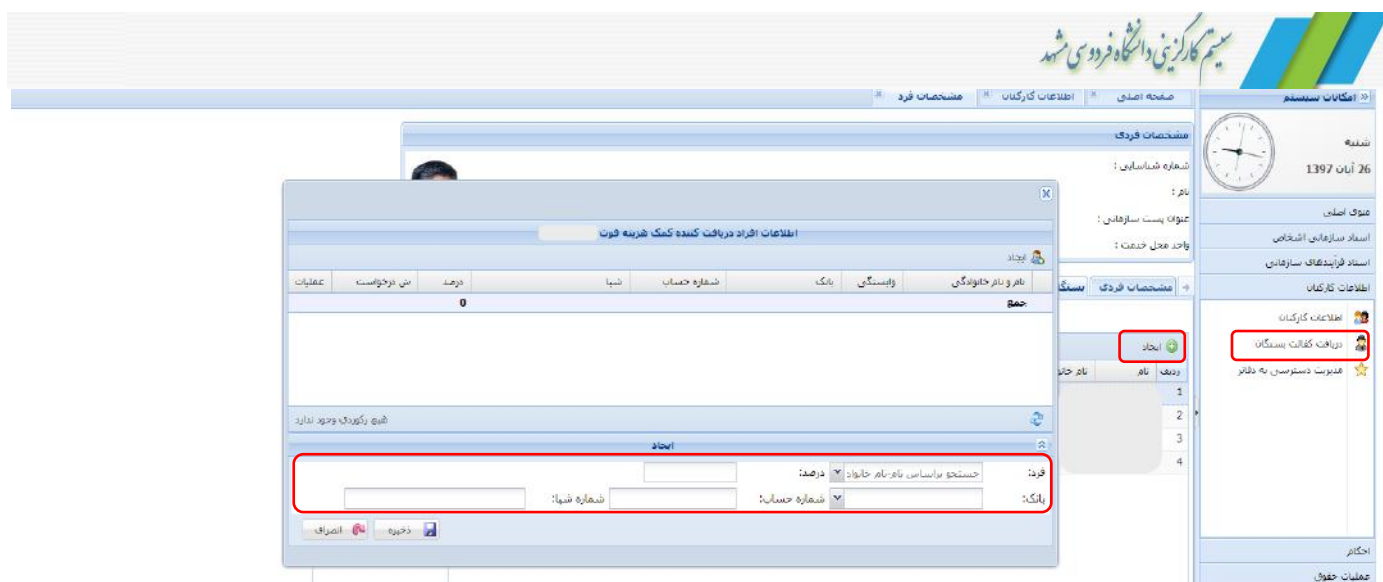 سیستم کارگزینی دانشگاه فردوسی مشهد
امکانات سیستم
صفحه اصلی
اطلاعات کارکنان
مشخصات فرد
شنبه
26 آبان 1397
منوی اصلی
اسناد سازمانی اشخاص
اسناد فرآیندهای سازمانی
اطلاعات کارکنان
اطلاعات کارکنان
دریافت کفالت بستگان
مدیریت دسترسی به دفاتر
احکام
عملیات حقوق
مشخصات فردی
شماره شناسایی :
نام :
عنوان پست سازمانی :
واحد محل خدمت :
مشخصات فردی
ایجاد
ردیف نام
1
2
3
4
اطلاعات افراد دریافت کننده کمک هزینه فوت
ایجاد
نام و نام خانوادگی وابستگی بانک شماره حساب شبا درصد ش درخواست عملیات
جمع 0
هیچ رکوردی وجود ندارد
ایجاد
فرد: جستجو براساس نام-نام خانواد درصد:
بانک: شماره حساب: شماره شبا:
ذخیره انصراف